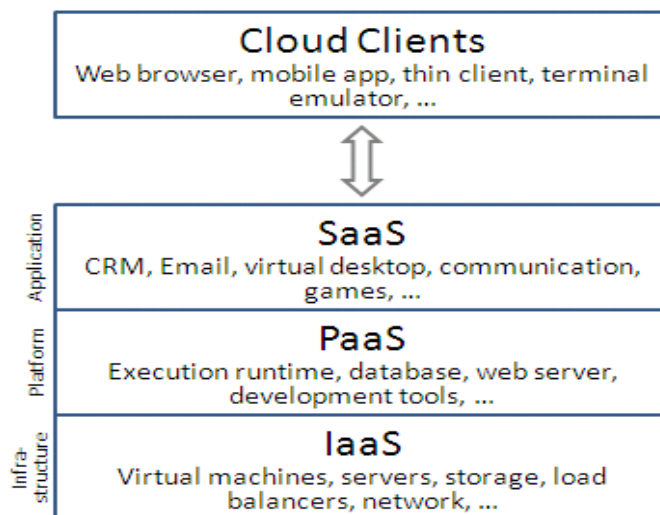 Cloud Clients
Web browser, mobile app, thin client, terminal
emulator, ...
Application
SaaS
CRM, Email, virtual desktop, communication,
games, ...
Platform
PaaS
Execution runtime, database, web server,
development tools, ...
Infra-
structure
IaaS
Virtual machines, servers, storage, load
balancers, network, ...